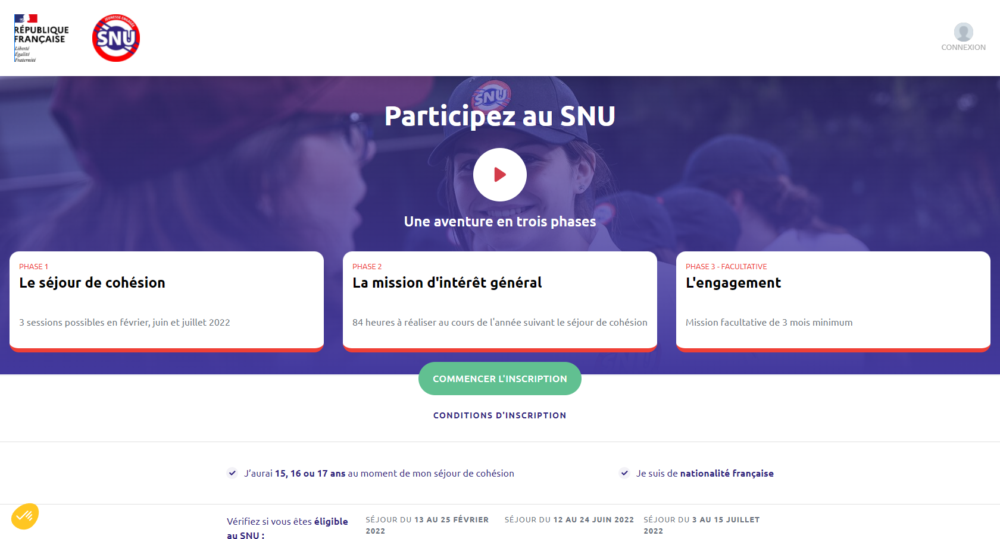 RÉPUBLIQUE
FRANÇAISE
Liberté
Égalité
Fraternité
JEUNESSE ENGAGÉE
SNU
CONNEXION
SNU
Participez au SNU
Une aventure en trois phases
PHASE 1
Le séjour de cohésion
3 sessions possibles en février, juin et juillet 2022
PHASE 2
La mission d'intérêt général
84 heures à réaliser au cours de l'année suivant le séjour de cohésion
PHASE 3 - FACULTATIVE
L'engagement
Mission facultative de 3 mois minimum
COMMENCER L'INSCRIPTION
CONDITIONS D'INSCRIPTION
J’aurai 15, 16 ou 17 ans au moment de mon séjour de cohésion
Je suis de nationalité française
Vérifiez si vous êtes éligible
au SNU :
SÉJOUR DU 13 AU 25 FÉVRIER
2022
SÉJOUR DU 12 AU 24 JUIN 2022
SÉJOUR DU 3 AU 15 JUILLET
2022